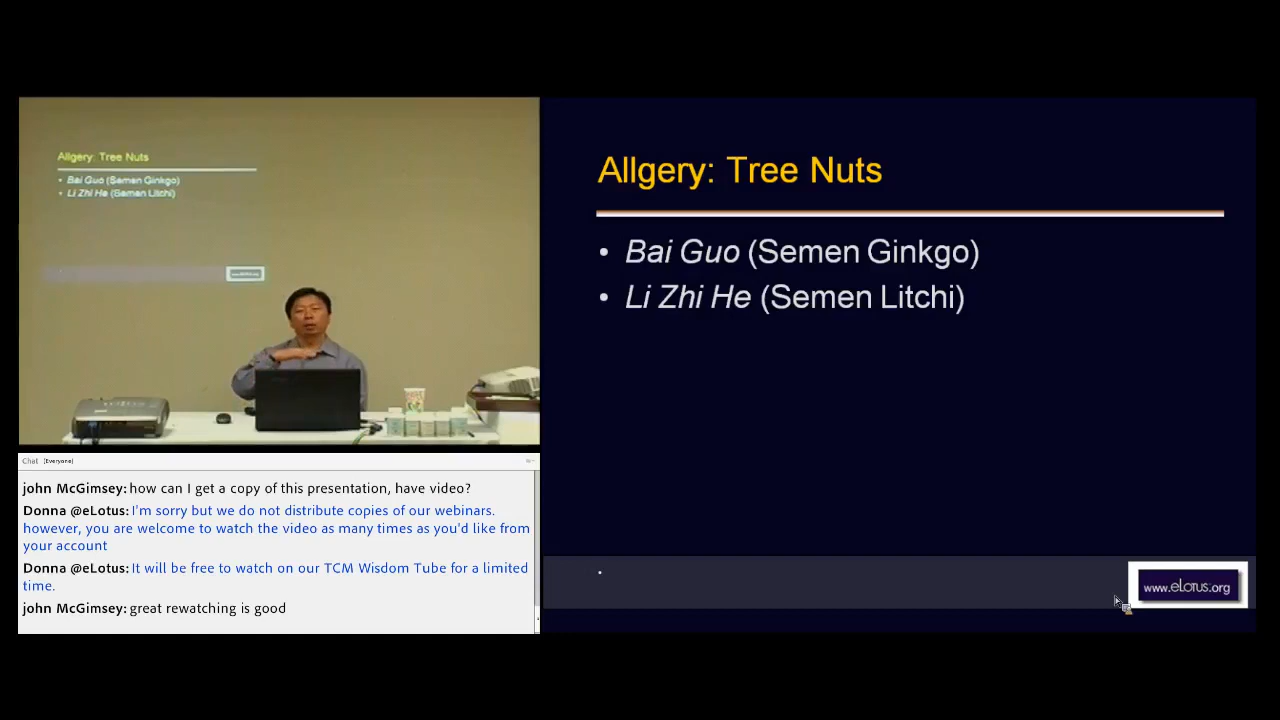 Allgery: Tree Nuts
• Bai Guo (Semen Ginkgo)
• Li Zhi He (Semen Litchi)
Allgery: Tree Nuts
• Bai Guo (Semen Ginkgo)
• Li Zhi He (Semen Litchi)
www.eLotus.org
Chat (Everyone)
john McGimsey: how can I get a copy of this presentation, have video?
Donna @eLotus: I'm sorry but we do not distribute copies of our webinars.
however, you are welcome to watch the video as many times as you'd like from
your account
Donna @eLotus: It will be free to watch on our TCM Wisdom Tube for a limited
time.
john McGimsey: great rewatching is good